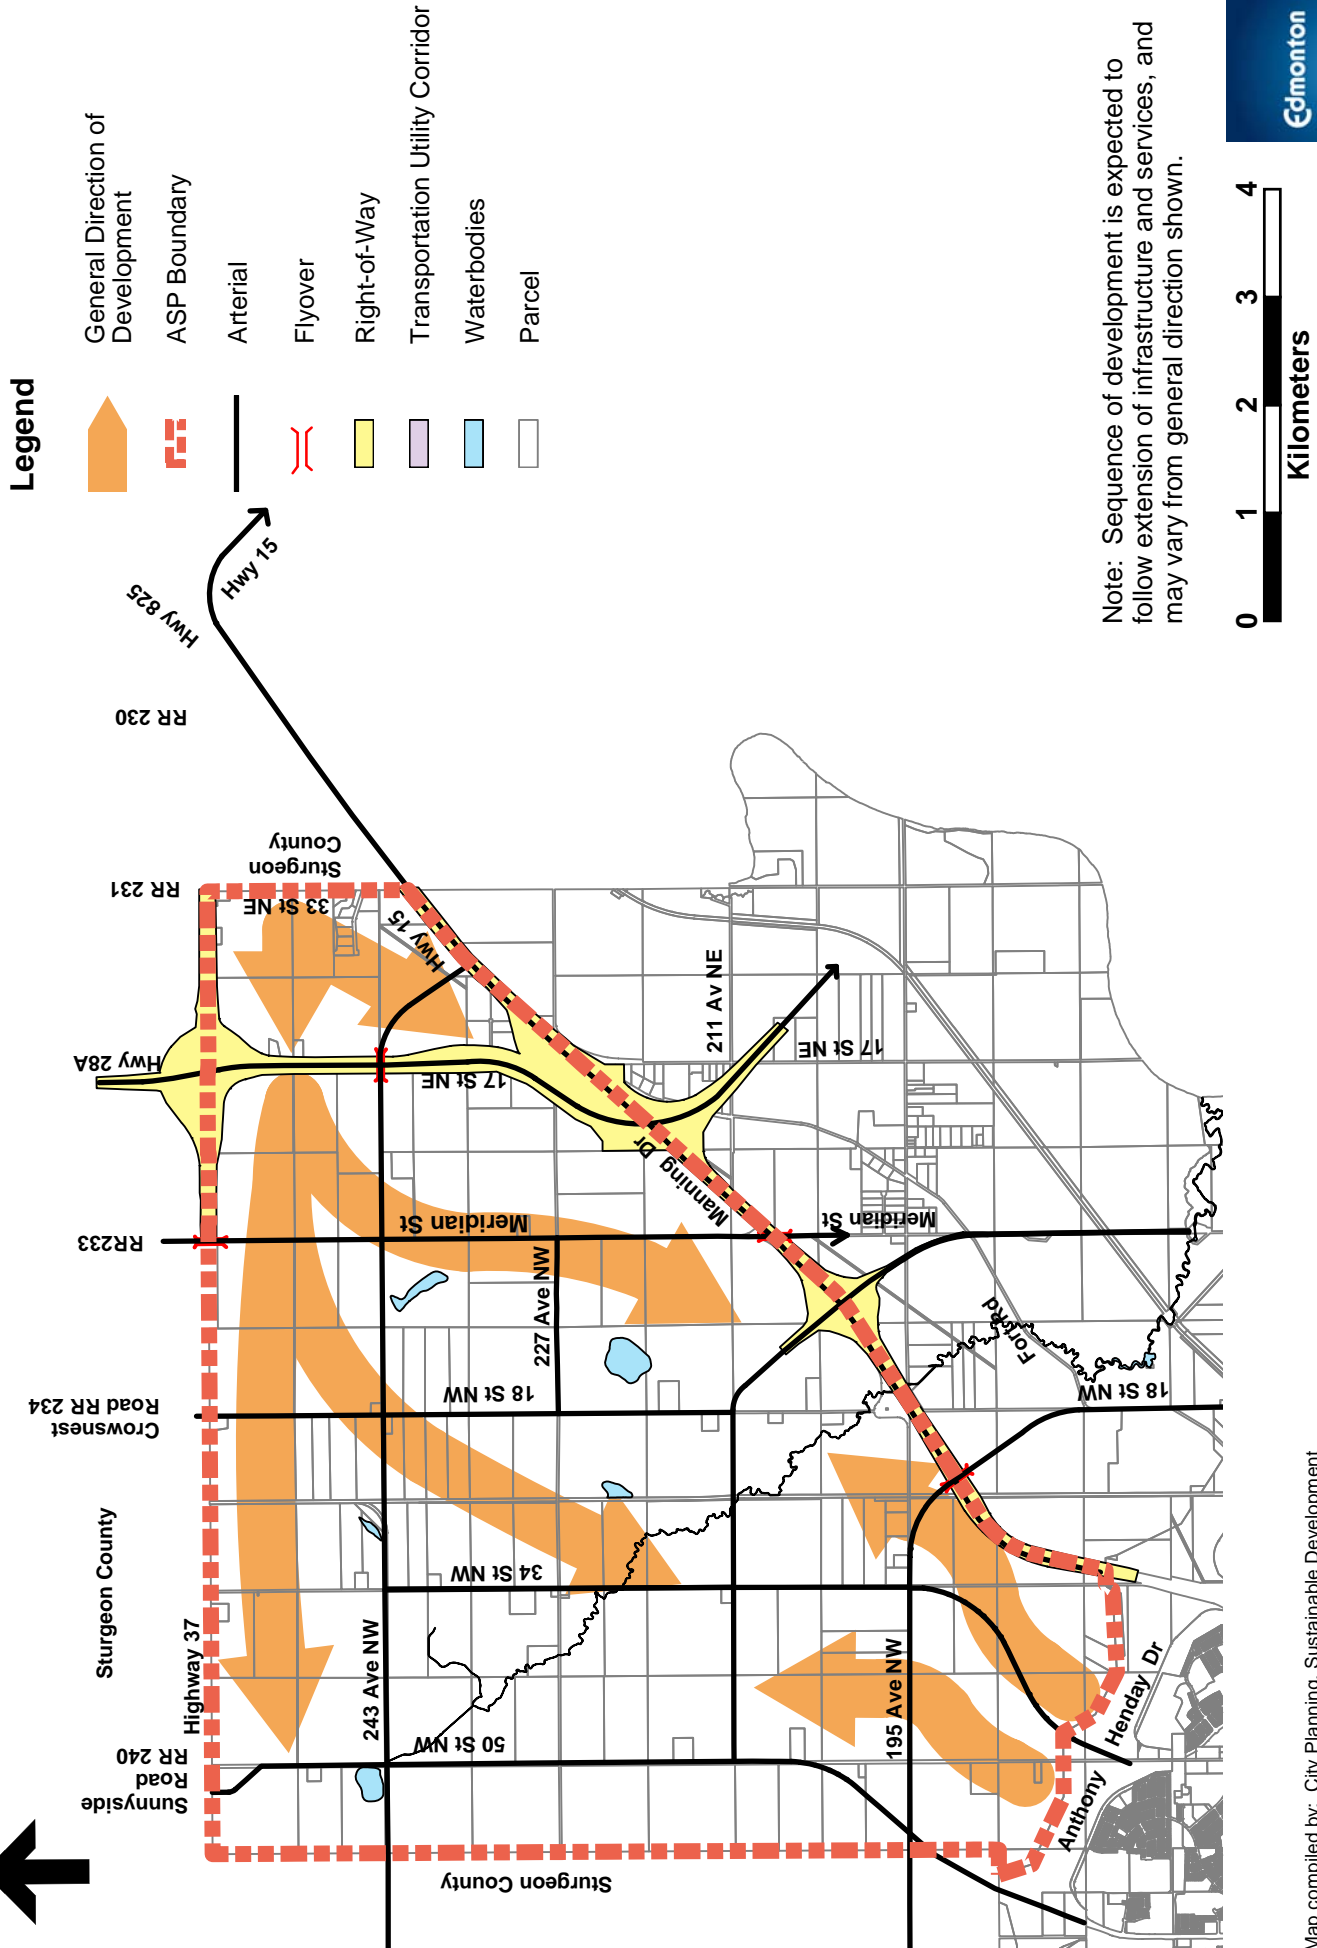 Legend
General Direction of
Development
ASP Boundary
Arterial
Flyover
Right-of-Way
Transportation Utility Corridor
Waterbodies
Parcel
Note: Sequence of development is expected to
follow extension of infrastructure and services, and
may vary from general direction shown.
0 1 2 3 4
Kilometers
Edmonton
Sturgeon County
Highway 37
Sunnyside
Road
RR 240
Crowsnest
Road RR 234
RR233
Hwy 28A
RR 231
RR 230
Hwy 825
Hwy 15
Sturgeon
County
33 St NE
Hwy 15
17 St NE
Manning Dr
Meridian St
243 Ave NW
227 Ave NW
18 St NW
34 St NW
50 St NW
195 Ave NW
211 Av NE
17 St NE
Meridian St
Fort Rd
18 St NW
Anthony
Henday Dr
Sturgeon County
Map compiled by: City Planning, Sustainable Development